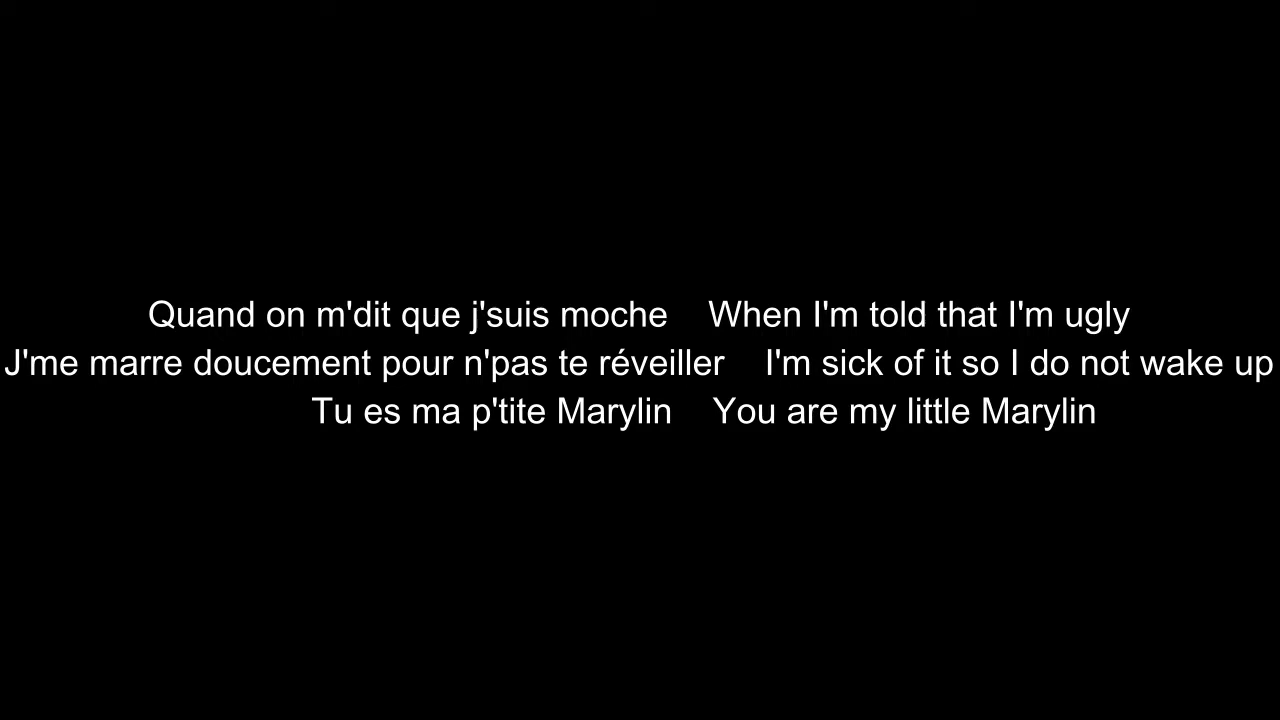 Quand on m'dit que j'suis moche    When I'm told that I'm ugly
J'me marre doucement pour n'pas te réveiller    I'm sick of it so I do not wake up
Tu es ma p'tite Marylin    You are my little Marylin